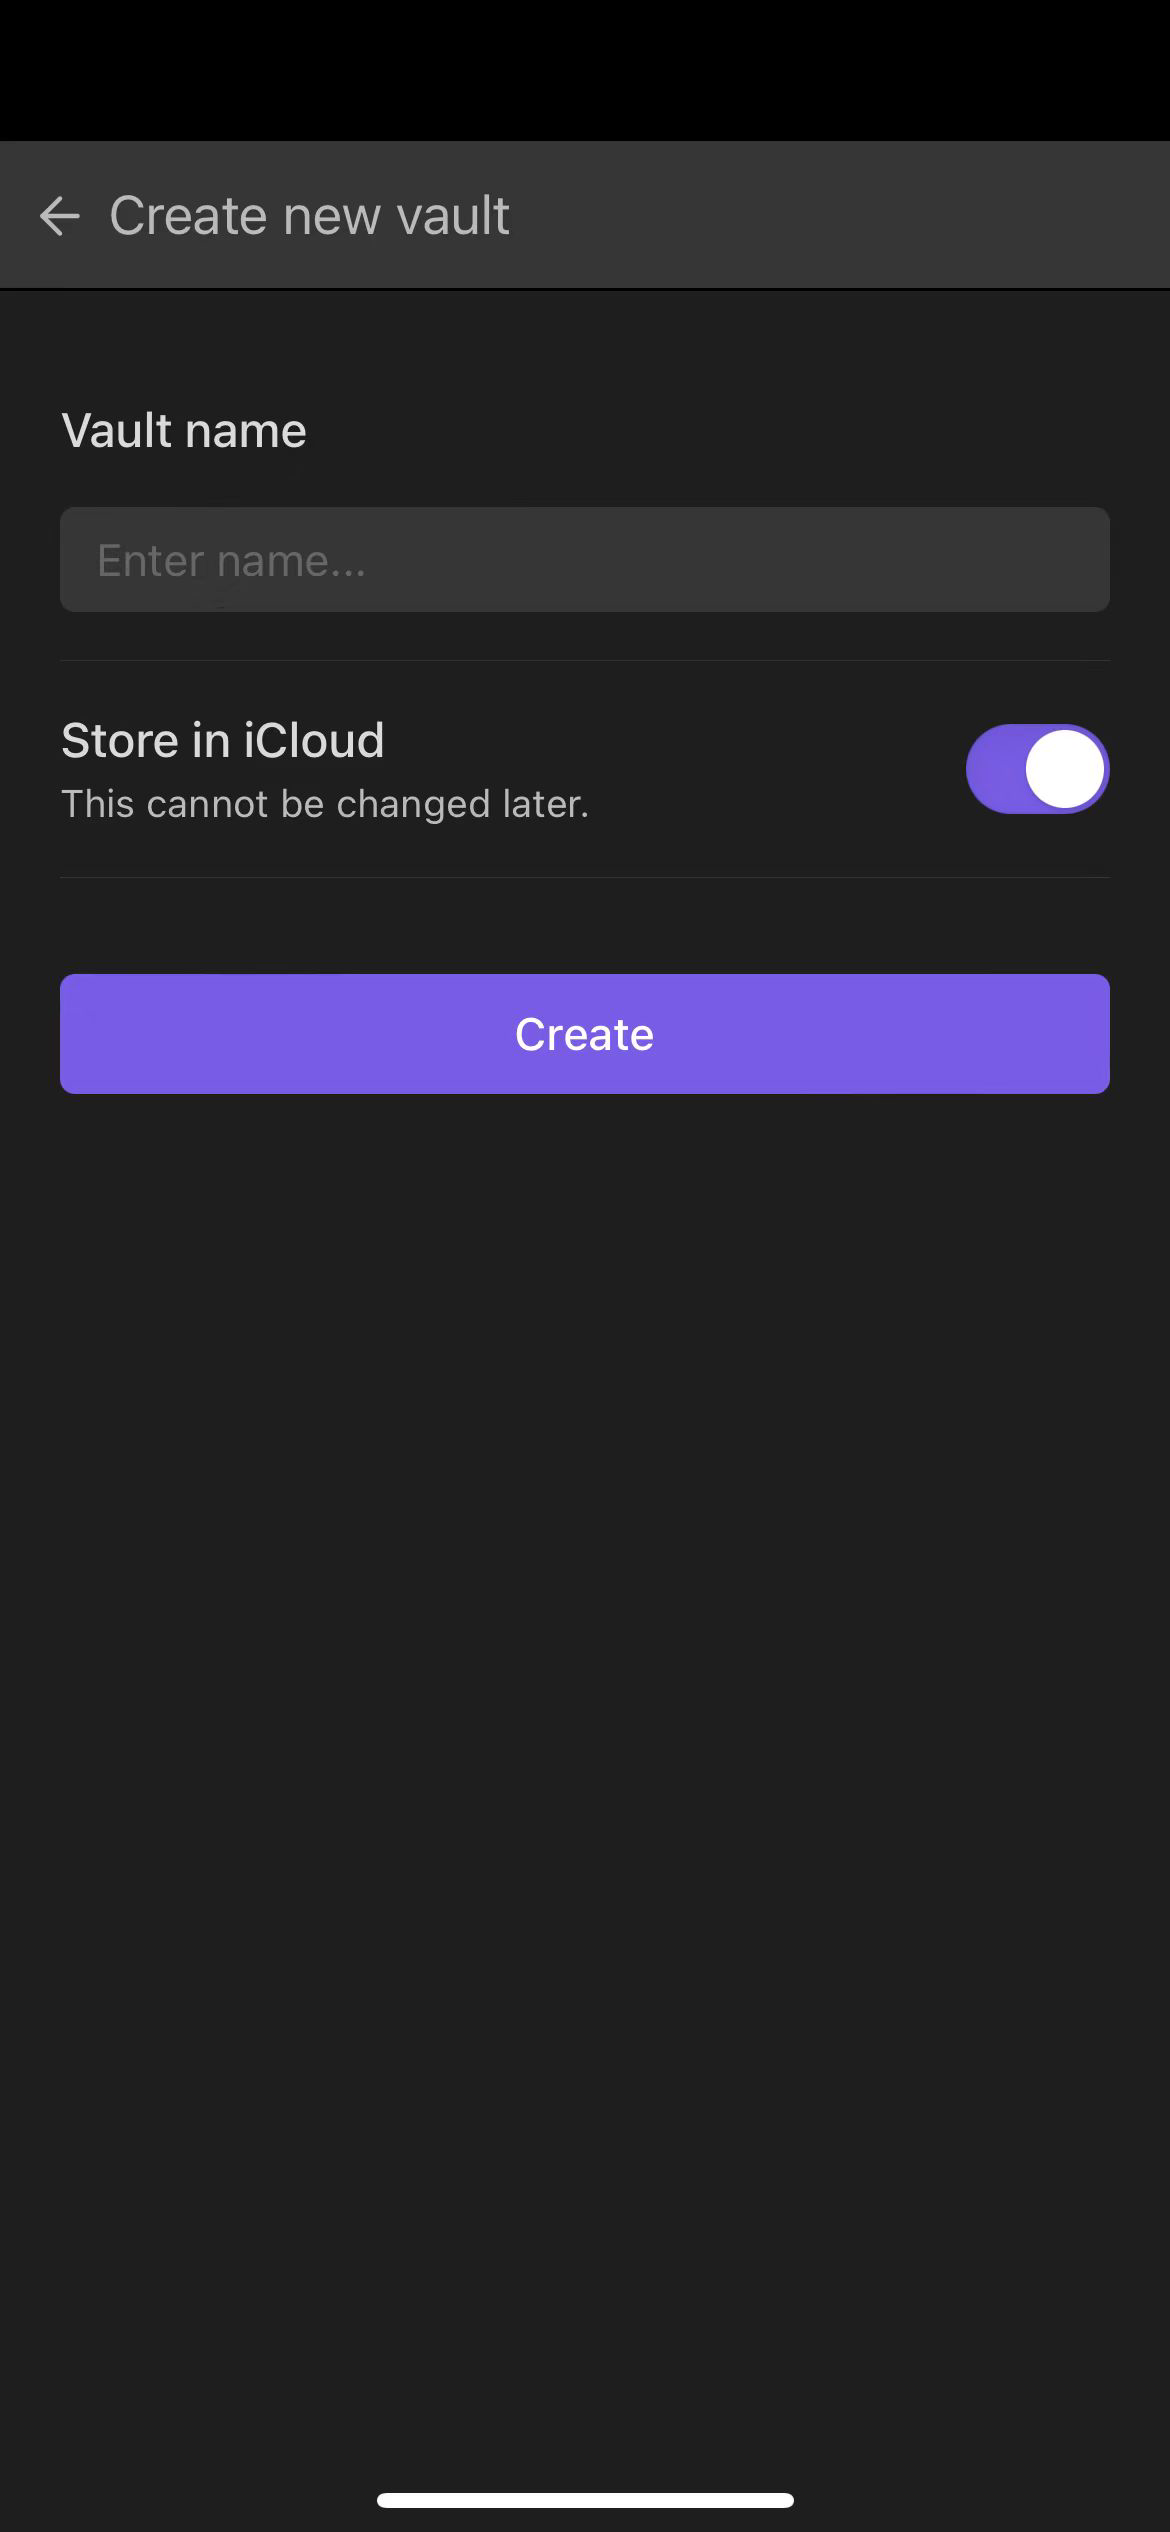 Create new vault
Vault name
Enter name...
Store in iCloud
This cannot be changed later.
Create